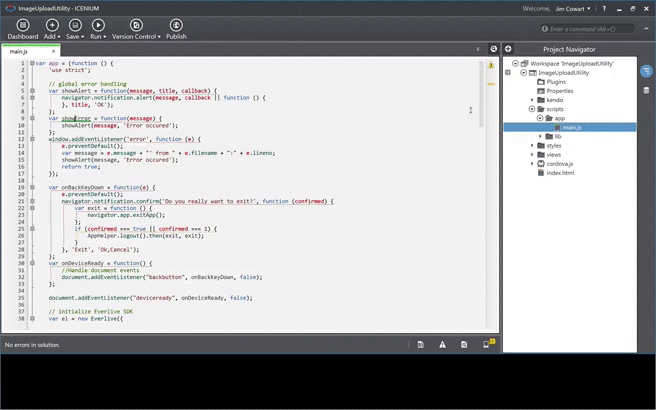 ImageUploadUtility - ICENIUM
Welcome, Jim Cowart
Dashboard
Add
Save
Run
Version Control
Publish
Enter a command (Alt+C)
main.js
Project Navigator
1 var app = (function () {
2 'use strict';
3
4 // global error handling
5 var showAlert = function(message, title, callback) {
6 navigator.notification.alert(message, callback || function () {
7 }, title, 'OK');
8 };
9 var showError = function(message) {
10 showAlert(message, 'Error occured');
11 };
12 window.addEventListener('error', function (e) {
13 e.preventDefault();
14 var message = e.message + "' from " + e.filename + ":" + e.lineno;
15 showAlert(message, 'Error occured');
16 return true;
17 });
18
19 var onBackKeyDown = function(e) {
20 e.preventDefault();
21 navigator.notification.confirm('Do you really want to exit?', function (confirmed) {
22 var exit = function () {
23 navigator.app.exitApp();
24 };
25 if (confirmed === true || confirmed === 1) {
26 AppHelper.logout().then(exit, exit);
27 }
28 }, 'Exit', 'Ok,Cancel');
29 };
30 var onDeviceReady = function() {
31 //Handle document events
32 document.addEventListener("backbutton", onBackKeyDown, false);
33 };
34
35 document.addEventListener("deviceready", onDeviceReady, false);
36
37 // initialize Everlive SDK
38 var el = new Everlive({
Workspace 'ImageUploadUtility'
ImageUploadUtility
Plugins
Properties
kendo
scripts
app
main.js
lib
styles
views
cordova.js
index.html
No errors in solution.